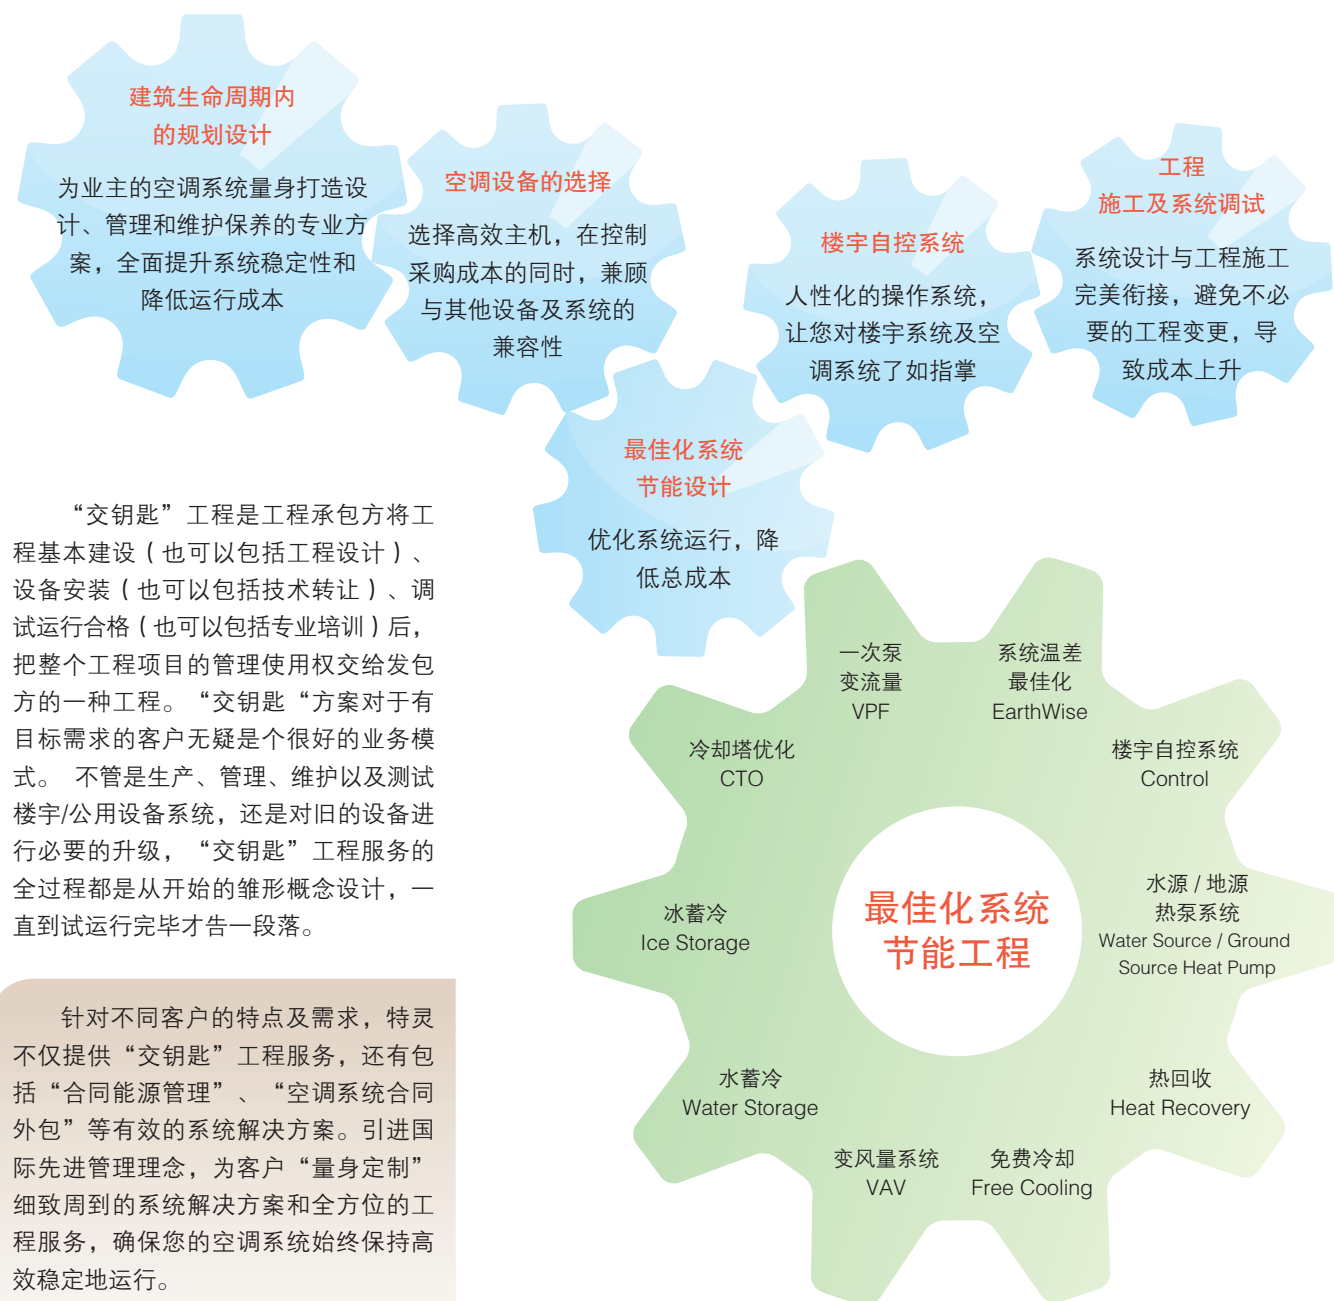 建筑生命周期内
的规划设计
为业主的空调系统量身打造设
计、管理和维护保养的专业方
案，全面提升系统稳定性和
降低运行成本
空调设备的选择
选择高效主机，在控制
采购成本的同时，兼顾
与其他设备及系统的
兼容性
楼宇自控系统
人性化的操作系统，
让您对楼宇系统及空
调系统了如指掌
工程
施工及系统调试
系统设计与工程施工
完美衔接，避免不必
要的工程变更，导
致成本上升
最佳化系统
节能设计
优化系统运行，降
低总成本
“交钥匙”工程是工程承包方将工
程基本建设（也可以包括工程设计）、
设备安装（也可以包括技术转让）、调
试运行合格（也可以包括专业培训）后，
把整个工程项目的管理使用权交给发包
方的一种工程。“交钥匙“方案对于有
目标需求的客户无疑是个很好的业务模
式。 不管是生产、管理、维护以及测试
楼宇/公用设备系统，还是对旧的设备进
行必要的升级，“交钥匙”工程服务的
全过程都是从开始的雏形概念设计，一
直到试运行完毕才告一段落。
针对不同客户的特点及需求，特灵
不仅提供“交钥匙”工程服务，还有包
括“合同能源管理”、“空调系统合同
外包”等有效的系统解决方案。引进国
际先进管理理念，为客户“量身定制”
细致周到的系统解决方案和全方位的工
程服务，确保您的空调系统始终保持高
效稳定地运行。
一次泵
变流量
VPF
系统温差
最佳化
EarthWise
冷却塔优化
CTO
楼宇自控系统
Control
冰蓄冷
Ice Storage
最佳化系统
节能工程
水源 / 地源
热泵系统
Water Source / Ground
Source Heat Pump
水蓄冷
Water Storage
热回收
Heat Recovery
变风量系统
VAV
免费冷却
Free Cooling